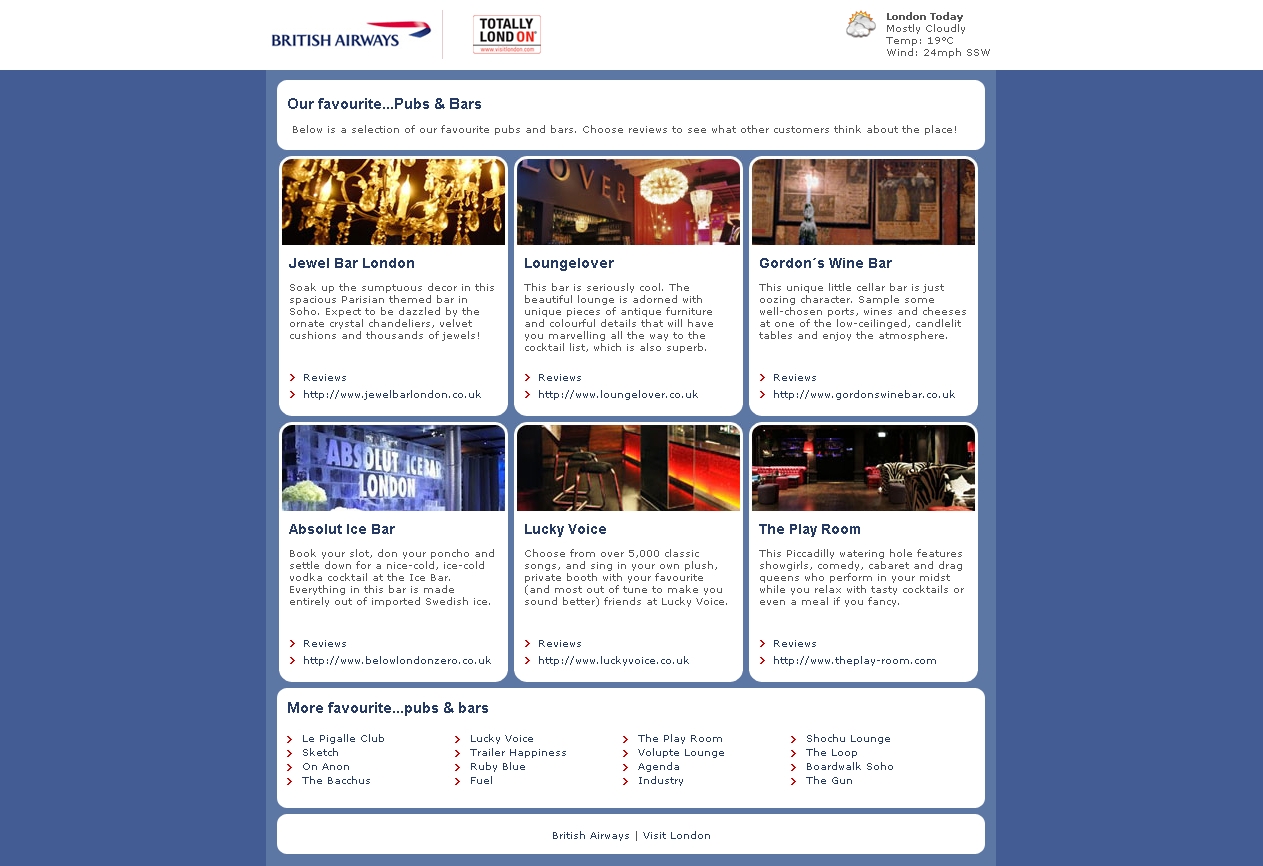 BRITISH AIRWAYS
TOTALLY
LONDON
www.visitlondon.com
London Today
Mostly Cloudly
Temp: 19°C
Wind: 24mph SSW
Our favourite...Pubs & Bars
Below is a selection of our favourite pubs and bars. Choose reviews to see what other customers think about the place!
Jewel Bar London
Soak up the sumptuous decor in this
spacious Parisian themed bar in
Soho. Expect to be dazzled by the
ornate crystal chandeliers, velvet
cushions and thousands of jewels!
Reviews
http://www.jewelbarlondon.co.uk
LOVER
Loungelover
This bar is seriously cool. The
beautiful lounge is adorned with
unique pieces of antique furniture
and colourful details that will have
you marvelling all the way to the
cocktail list, which is also superb.
Reviews
http://www.loungelover.co.uk
Gordon´s Wine Bar
This unique little cellar bar is just
oozing character. Sample some
well-chosen ports, wines and cheeses
at one of the low-ceilinged, candlelit
tables and enjoy the atmosphere.
Reviews
http://www.gordonswinebar.co.uk
ABSOLUT ICEBAR
LONDON
Absolut Ice Bar
Book your slot, don your poncho and
settle down for a nice-cold, ice-cold
vodka cocktail at the Ice Bar.
Everything in this bar is made
entirely out of imported Swedish ice.
Reviews
http://www.belowlondonzero.co.uk
Lucky Voice
Choose from over 5,000 classic
songs, and sing in your own plush,
private booth with your favourite
(and most out of tune to make you
sound better) friends at Lucky Voice.
Reviews
http://www.luckyvoice.co.uk
The Play Room
This Piccadilly watering hole features
showgirls, comedy, cabaret and drag
queens who perform in your midst
while you relax with tasty cocktails or
even a meal if you fancy.
Reviews
http://www.theplay-room.com
More favourite...pubs & bars
Le Pigalle Club
Sketch
On Anon
The Bacchus
Lucky Voice
Trailer Happiness
Ruby Blue
Fuel
The Play Room
Volupte Lounge
Agenda
Industry
Shochu Lounge
The Loop
Boardwalk Soho
The Gun
British Airways | Visit London